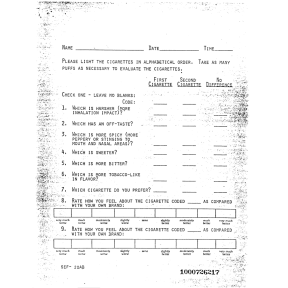 NAME DATE TIME
PLEASE LIGHT THE CIGARETTES IN ALPHABETICAL ORDER. TAKE AS MANY
PUFFS AS NECESSARY TO EVALUATE THE CIGARETTES.
FIRST SECOND NO
CIGARETTE CIGARETTE DIFFERENCE
CHECK ONE - LEAVE NO BLANKS:
CODE:
1. WHICH IS HARSHER (MORE
INHALATION IMPACT)?
2. WHICH HAS AN OFF-TASTE?
3. WHICH IS MORE SPICY (MORE
PEPPERY OR STINGING TO
MOUTH AND NASAL AREAS)?
4. WHICH IS SWEETER?
5. WHICH IS MORE BITTER?
6. WHICH IS MORE TOBACCO-LIKE
IN FLAVOR?
7. WHICH CIGARETTE DO YOU PREFER?
8. RATE HOW YOU FEEL ABOUT THE CIGARETTE CODED AS COMPARED
WITH YOUR OWN BRAND:
9. RATE HOW YOU FEEL ABOUT THE CIGARETTE CODED AS COMPARED
WITH YOUR OWN BRAND:
1000726217